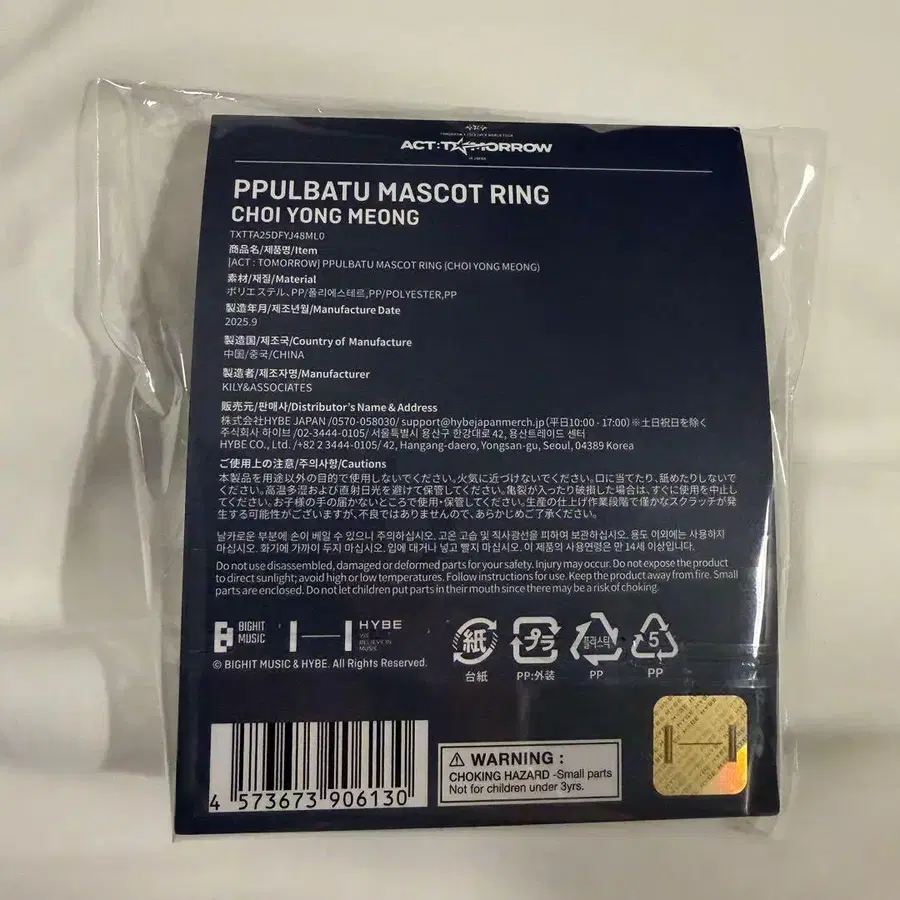 TOMORROW X TOGETHER WORLD TOUR
ACT:TOMORROW
IN JAPAN
PPULBATU MASCOT RING
CHOI YONG MEONG
TXTTA25DFYJ48ML0
商品名/제품명/Item
[ACT : TOMORROW] PPULBATU MASCOT RING (CHOI YONG MEONG)
素材/재질/Material
ポリエステル、PP/폴리에스테르,PP/POLYESTER,PP
製造年月/제조년월/Manufacture Date
2025.9
製造国/제조국/Country of Manufacture
中国/중국/CHINA
製造者/제조자명/Manufacturer
KILY&ASSOCIATES
販売元/판매사/Distributor's Name & Address
株式会社HYBE JAPAN /0570-058030/ support@hybejapanmerch.jp (平日10:00 - 17:00)※土日祝日を除く
주식회사 하이브 /02-3444-0105/ 서울특별시 용산구 한강대로 42, 용산트레이드 센터
HYBE CO., Ltd. /+82 2 3444-0105/ 42, Hangang-daero, Yongsan-gu, Seoul, 04389 Korea
ご使用上の注意/주의사항/Cautions
本製品を用途以外の目的で使用しないでください。火気に近づけないでください。口に当てたり、舐めたりしないで
ください。高温多湿および直射日光を避けて保管してください。亀裂が入ったり破損した場合は、すぐに使用を中止し
てください。お子様の手の届かないところで使用・保管してください。生産の仕上げ作業段階で僅かなスクラッチが発
生する可能性がございますが、不良ではありませんので、あらかじめご了承ください。
날카로운 부분에 손이 베일 수 있으니 주의하십시오. 고온 고습 및 직사광선을 피하여 보관하십시오. 용도 이외에는 사용하지
마십시오. 화기에 가까이 두지 마십시오. 입에 대거나 넣고 빨지 마십시오. 이 제품의 사용연령은 만 14세 이상입니다.
Do not use disassembled, damaged or deformed parts for your safety. Injury may occur. Do not expose the product
to direct sunlight; avoid high or low temperatures. Follow instructions for use. Keep the product away from fire. Small
parts are enclosed. Do not let children put parts in their mouth since there may be a risk of choking.
BIGHIT
MUSIC
HYBE
WE
BELIEVE IN
MUSIC
© BIGHIT MUSIC & HYBE. All Rights Reserved.
紙
台紙
プラ
PP:外装
플라스틱
PP
5
PP
4 573673 906130
WARNING :
CHOKING HAZARD -Small parts
Not for children under 3yrs.
HYBE HYBE